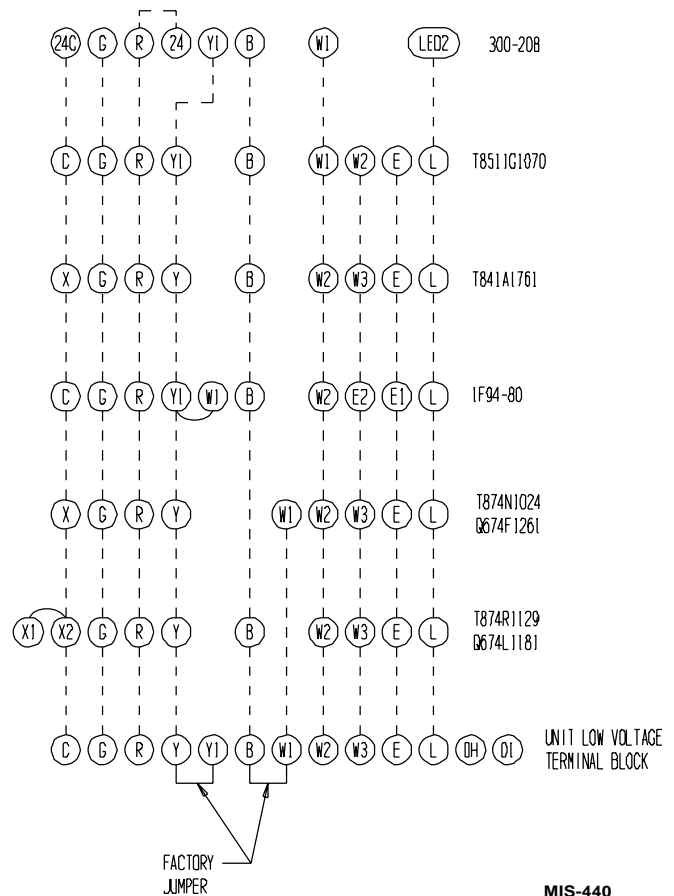 24C G R 24 Y1 B W1 LED2 300-208
C G R Y1 B W1 W2 E L T8511G1070
X G R Y B W2 W3 E L T841A1761
C G R Y1 W1 B W2 E2 E1 L 1F94-80
X G R Y W1 W2 W3 E L T874N1024
Q674F1261
X1 X2 G R Y B W2 W3 E L T874R1129
Q674L1181
C G R Y Y1 B W1 W2 W3 E L OH O1 UNIT LOW VOLTAGE
TERMINAL BLOCK
FACTORY
JUMPER
MIS-440